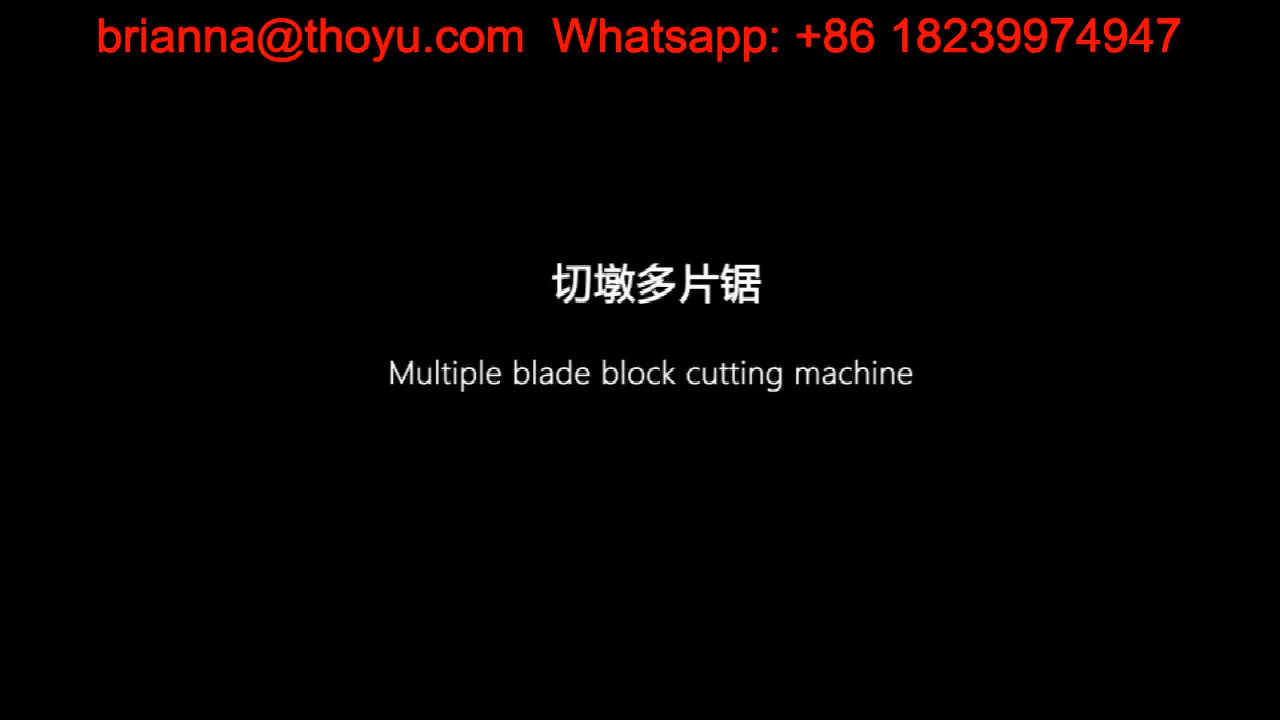 brianna@thoyu.com  Whatsapp: +86 18239974947
切墩多片锯
Multiple blade block cutting machine